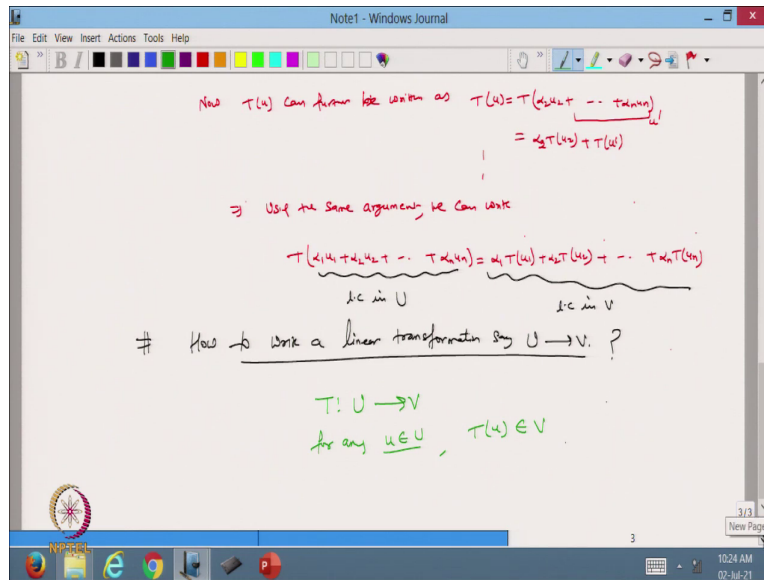 Note1 - Windows Journal
File Edit View Insert Actions Tools Help
B I
Now T(u) can further be written as T(u) = T(α₂u₂ + -- + αₙuₙ)
u'
= α₂T(u₂) + T(u')
⇒ Use the same argument, we can write
T(α₁u₁ + α₂u₂ + -- + αₙuₙ) = α₁T(u₁) + α₂T(u₂) + -- + αₙT(uₙ)
l.c in U l.c in V
# How to write a linear transformation say U → V. ?
T: U → V
for any u ∈ U, T(u) ∈ V
NPTEL
3/3
New Page
3
10:24 AM
02-Jul-21